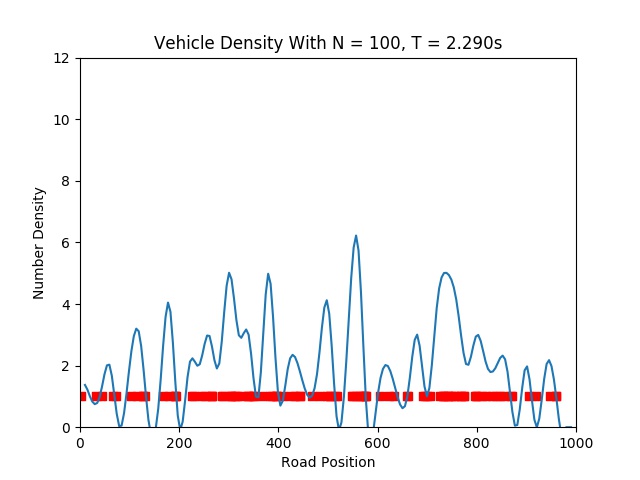 Vehicle Density With N = 100, T = 2.290s
12
10
8
6
4
2
0
Number Density
0 200 400 600 800 1000
Road Position